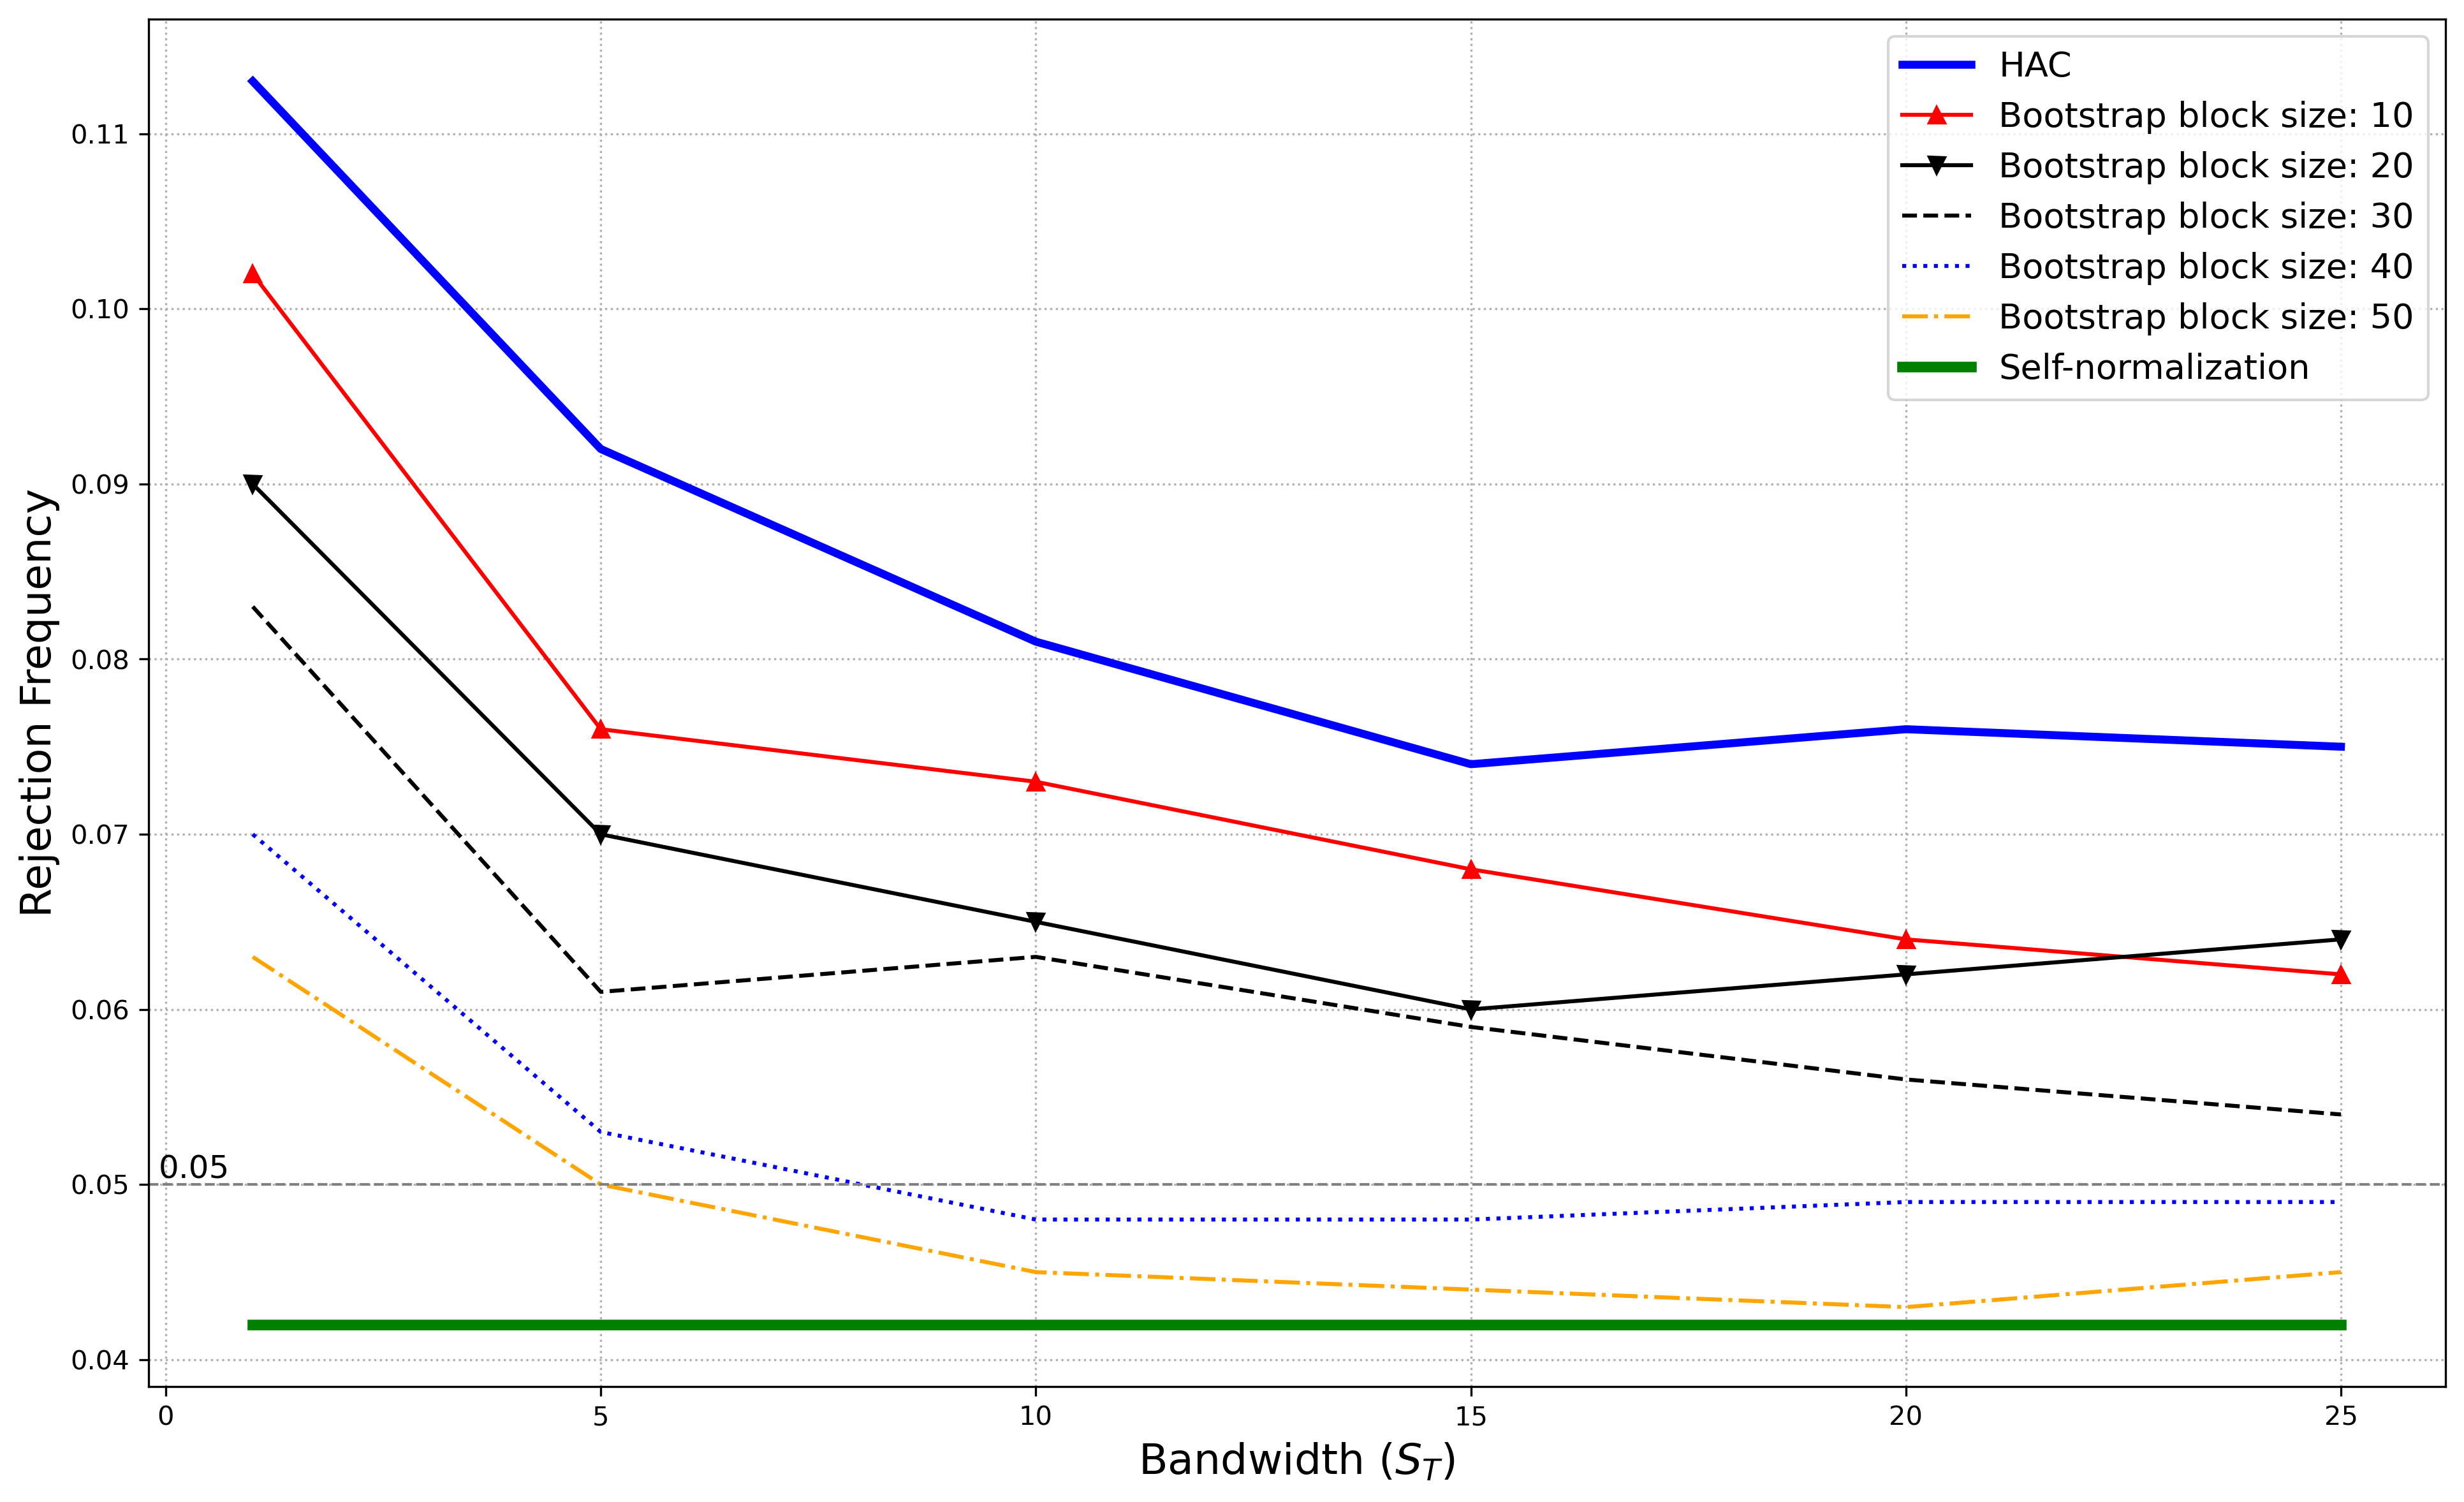 HAC
Bootstrap block size: 10
Bootstrap block size: 20
Bootstrap block size: 30
Bootstrap block size: 40
Bootstrap block size: 50
Self-normalization
Rejection Frequency
0.11
0.10
0.09
0.08
0.07
0.06
0.05
0.05
0.04
0 5 10 15 20 25
Bandwidth (S_T)